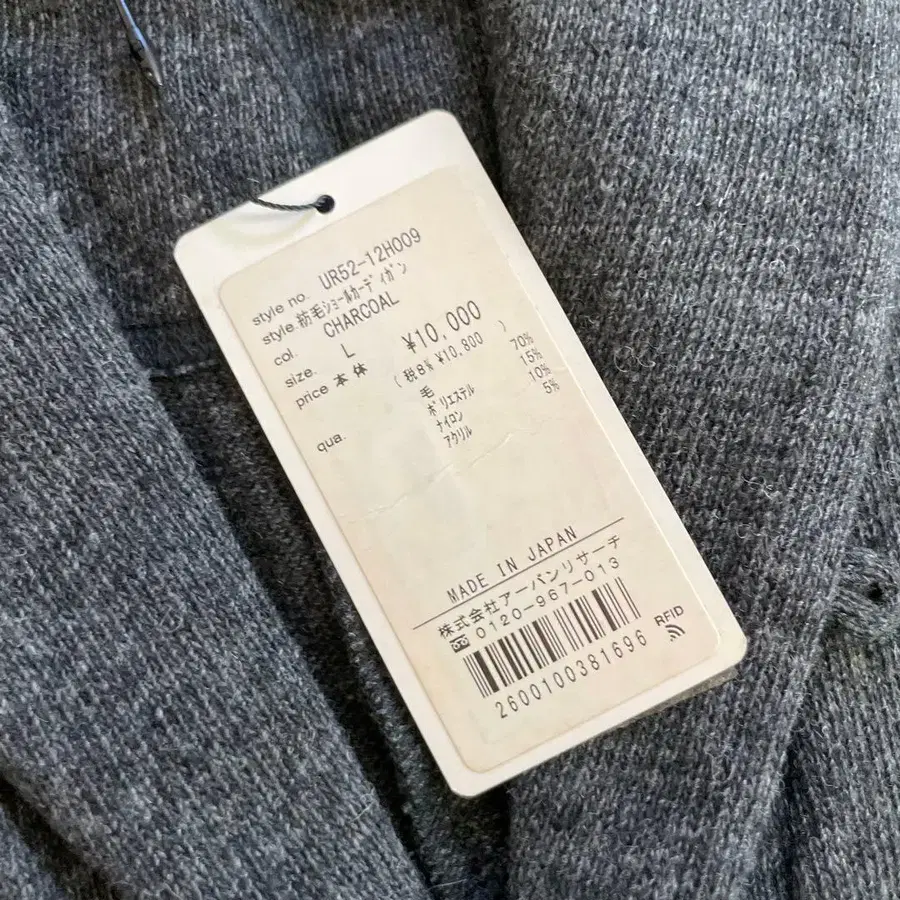 style no. UR52-12H009
style. 紡毛ｼｮｰﾙｶｰﾃﾞｨｶﾞﾝ
col. CHARCOAL
size. L
price 本体 ¥10,000
(税8% ¥10,800 )
qua. 毛 70%
ﾎﾟﾘｴｽﾃﾙ 15%
ﾅｲﾛﾝ 10%
ｱｸﾘﾙ 5%
MADE IN JAPAN
株式会社アーバンリサーチ
0120-967-013
RFID
2600100381696